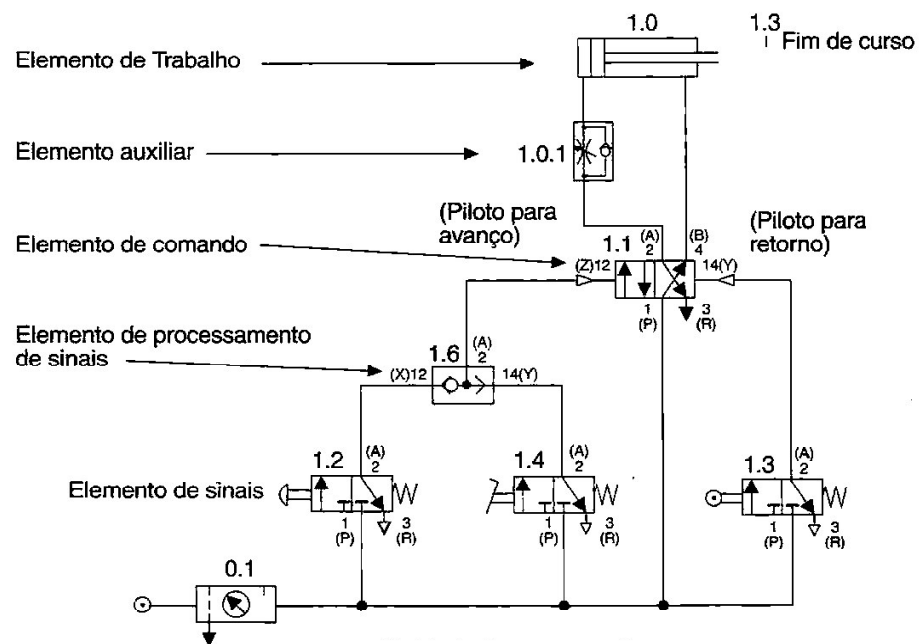 1.0
1.3
Fim de curso
Elemento de Trabalho
Elemento auxiliar
1.0.1
(Piloto para
avanço)
(Piloto para
retorno)
Elemento de comando
1.1
(A)
2
(B)
4
(Z)12
14(Y)
1
(P)
3
(R)
Elemento de processamento
de sinais
1.6
(A)
2
(X)12
14(Y)
Elemento de sinais
1.2
(A)
2
1
(P)
3
(R)
1.4
(A)
2
1
(P)
3
(R)
1.3
(A)
2
1
(P)
3
(R)
0.1